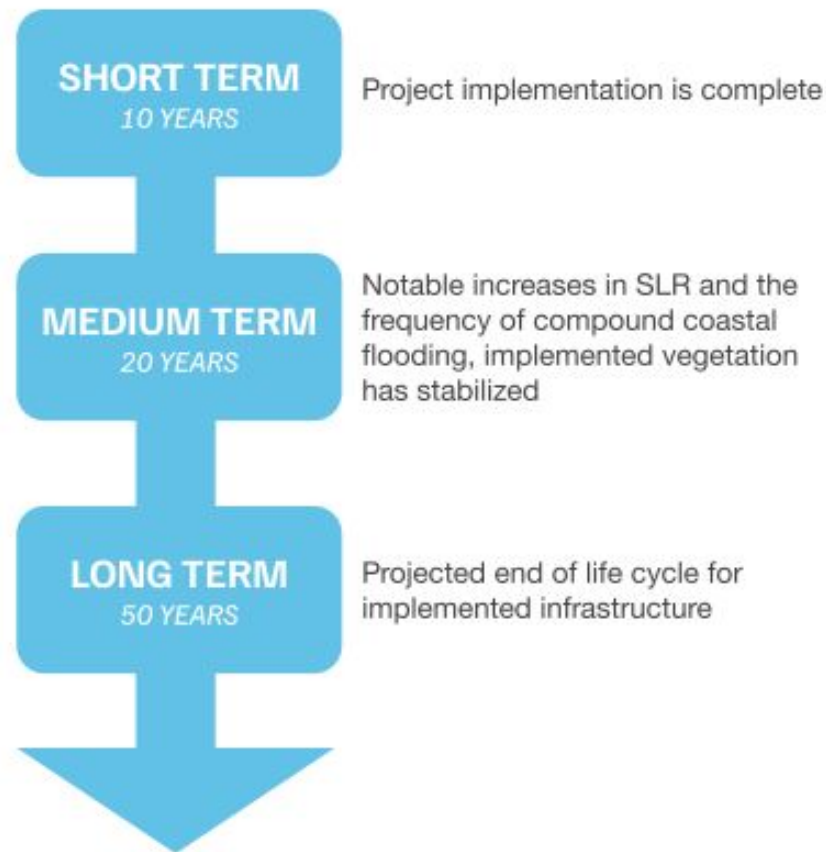 SHORT TERM
10 YEARS
Project implementation is complete
MEDIUM TERM
20 YEARS
Notable increases in SLR and the
frequency of compound coastal
flooding, implemented vegetation
has stabilized
LONG TERM
50 YEARS
Projected end of life cycle for
implemented infrastructure